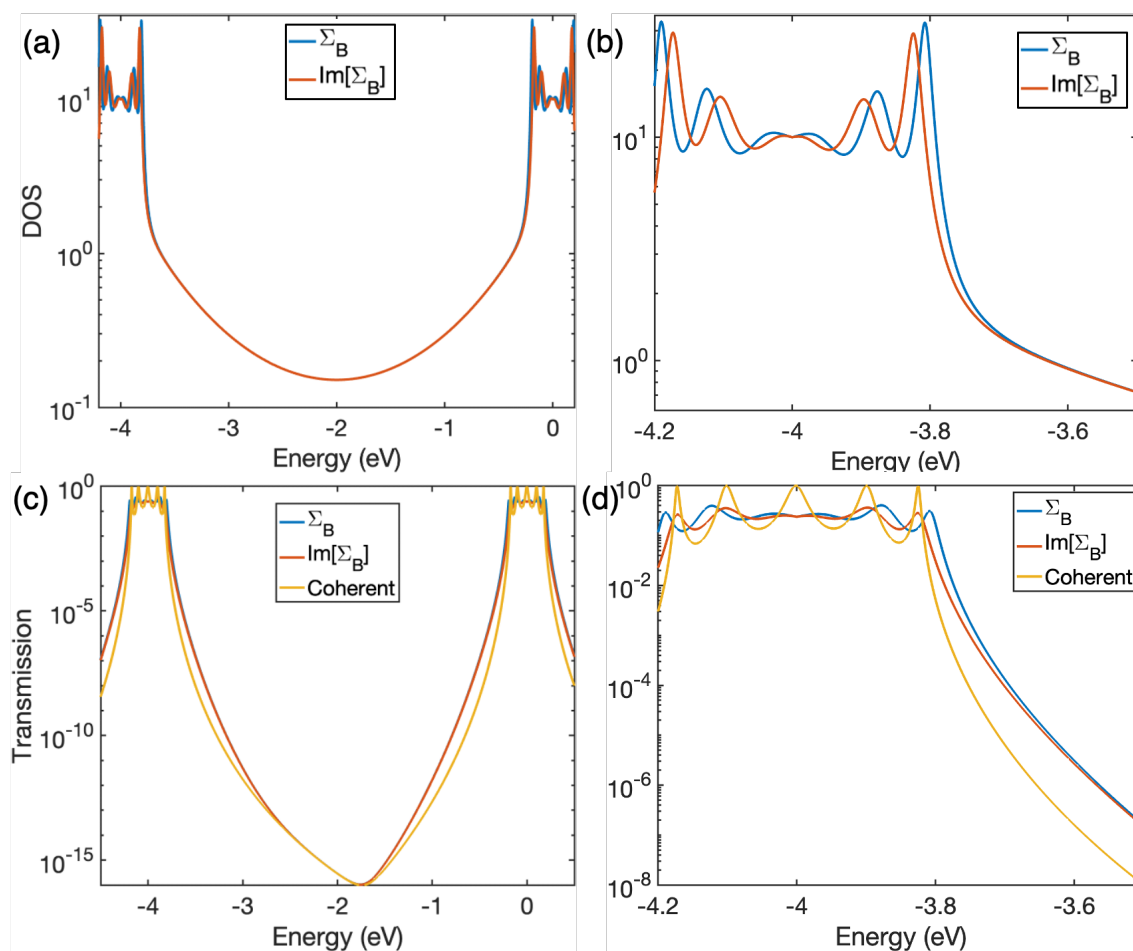 (a)
Σ_B
Im[Σ_B]
DOS
10^1
10^0
10^-1
-4
-3
-2
-1
0
Energy (eV)
(b)
Σ_B
Im[Σ_B]
10^1
10^0
-4.2
-4
-3.8
-3.6
Energy (eV)
(c)
Σ_B
Im[Σ_B]
Coherent
Transmission
10^0
10^-5
10^-10
10^-15
-4
-3
-2
-1
0
Energy (eV)
(d)
Σ_B
Im[Σ_B]
Coherent
10^0
10^-2
10^-4
10^-6
10^-8
-4.2
-4
-3.8
-3.6
Energy (eV)